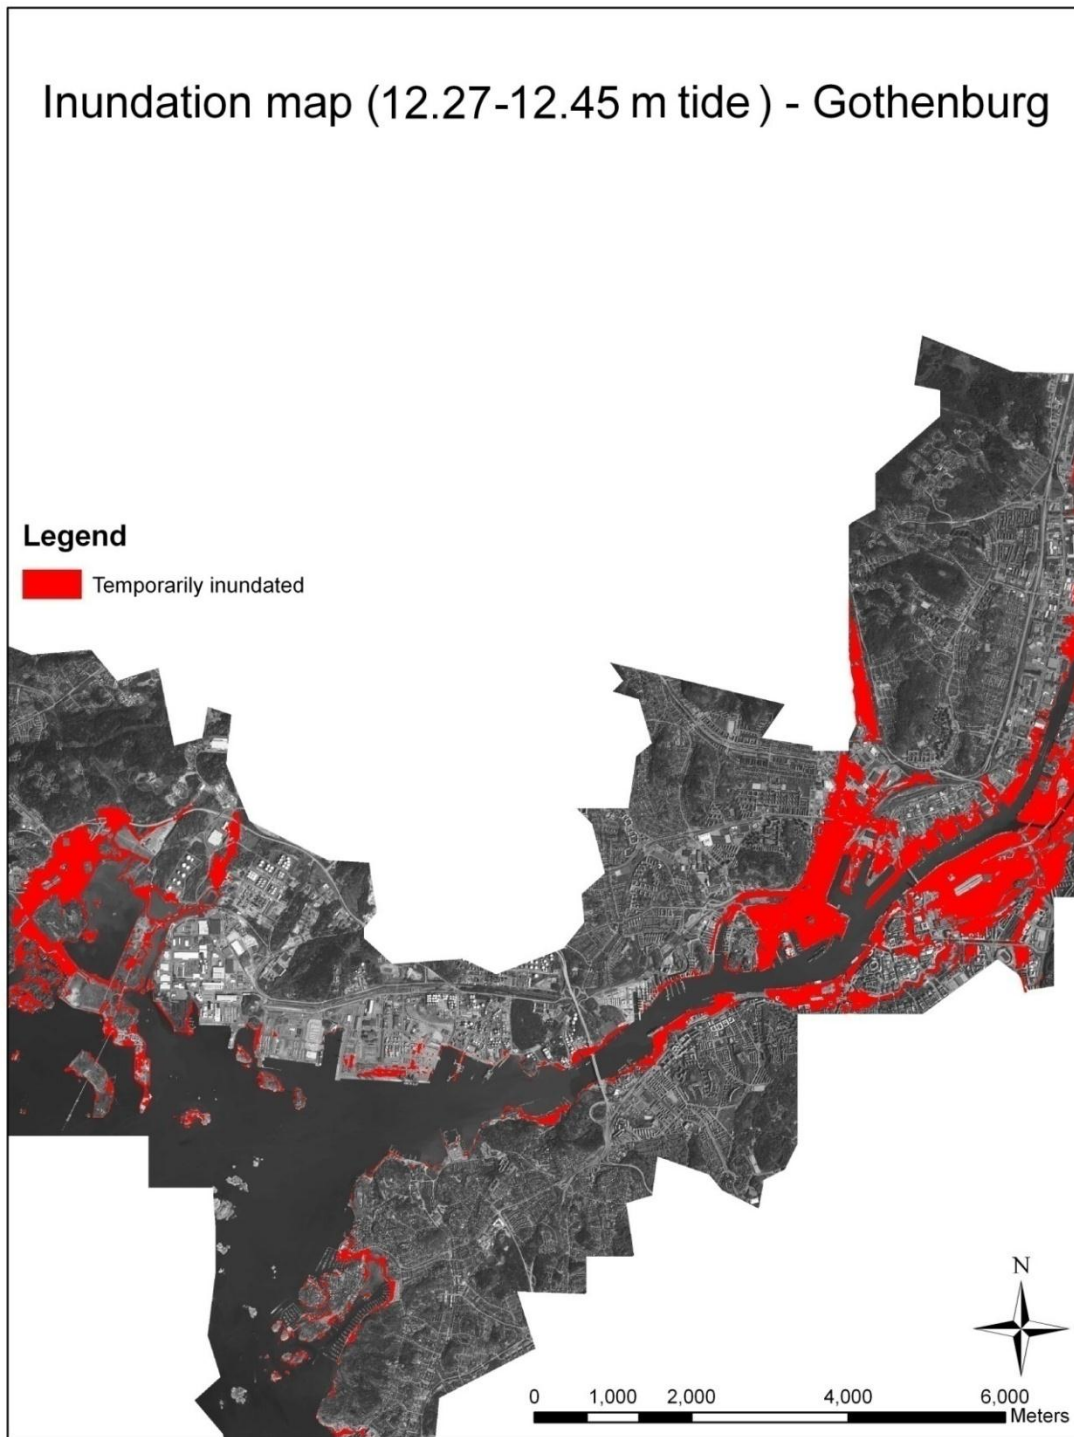 Inundation map (12.27-12.45 m tide ) - Gothenburg
Legend
Temporarily inundated
N
0 1,000 2,000 4,000 6,000
Meters